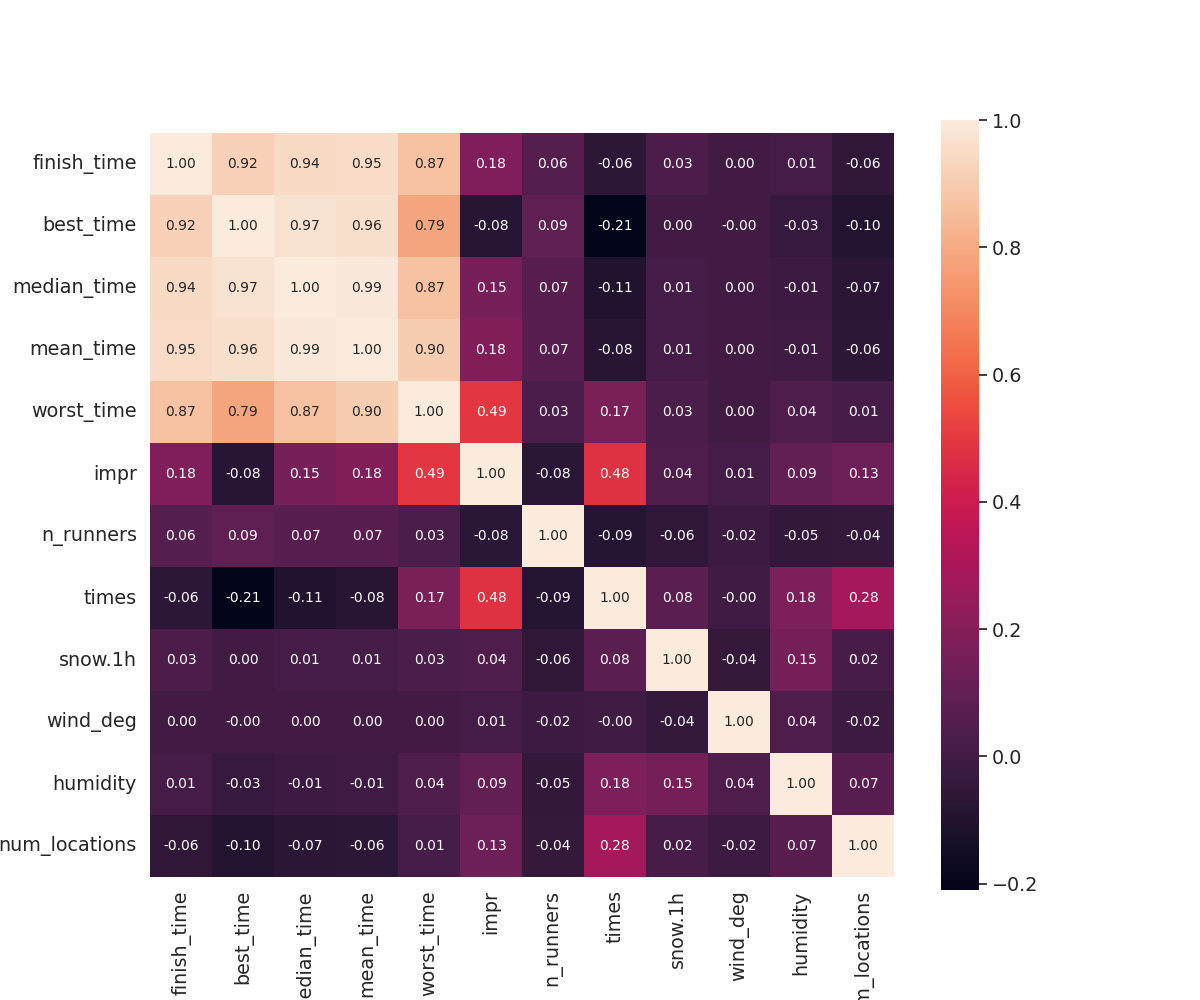 finish_time 1.00 0.92 0.94 0.95 0.87 0.18 0.06 -0.06 0.03 0.00 0.01 -0.06
best_time 0.92 1.00 0.97 0.96 0.79 -0.08 0.09 -0.21 0.00 -0.00 -0.03 -0.10
median_time 0.94 0.97 1.00 0.99 0.87 0.15 0.07 -0.11 0.01 0.00 -0.01 -0.07
mean_time 0.95 0.96 0.99 1.00 0.90 0.18 0.07 -0.08 0.01 0.00 -0.01 -0.06
worst_time 0.87 0.79 0.87 0.90 1.00 0.49 0.03 0.17 0.03 0.00 0.04 0.01
impr 0.18 -0.08 0.15 0.18 0.49 1.00 -0.08 0.48 0.04 0.01 0.09 0.13
n_runners 0.06 0.09 0.07 0.07 0.03 -0.08 1.00 -0.09 -0.06 -0.02 -0.05 -0.04
times -0.06 -0.21 -0.11 -0.08 0.17 0.48 -0.09 1.00 0.08 -0.00 0.18 0.28
snow.1h 0.03 0.00 0.01 0.01 0.03 0.04 -0.06 0.08 1.00 -0.04 0.15 0.02
wind_deg 0.00 -0.00 0.00 0.00 0.00 0.01 -0.02 -0.00 -0.04 1.00 0.04 -0.02
humidity 0.01 -0.03 -0.01 -0.01 0.04 0.09 -0.05 0.18 0.15 0.04 1.00 0.07
num_locations -0.06 -0.10 -0.07 -0.06 0.01 0.13 -0.04 0.28 0.02 -0.02 0.07 1.00
finish_time
best_time
edian_time
mean_time
worst_time
impr
n_runners
times
snow.1h
wind_deg
humidity
m_locations
1.0
0.8
0.6
0.4
0.2
0.0
−0.2